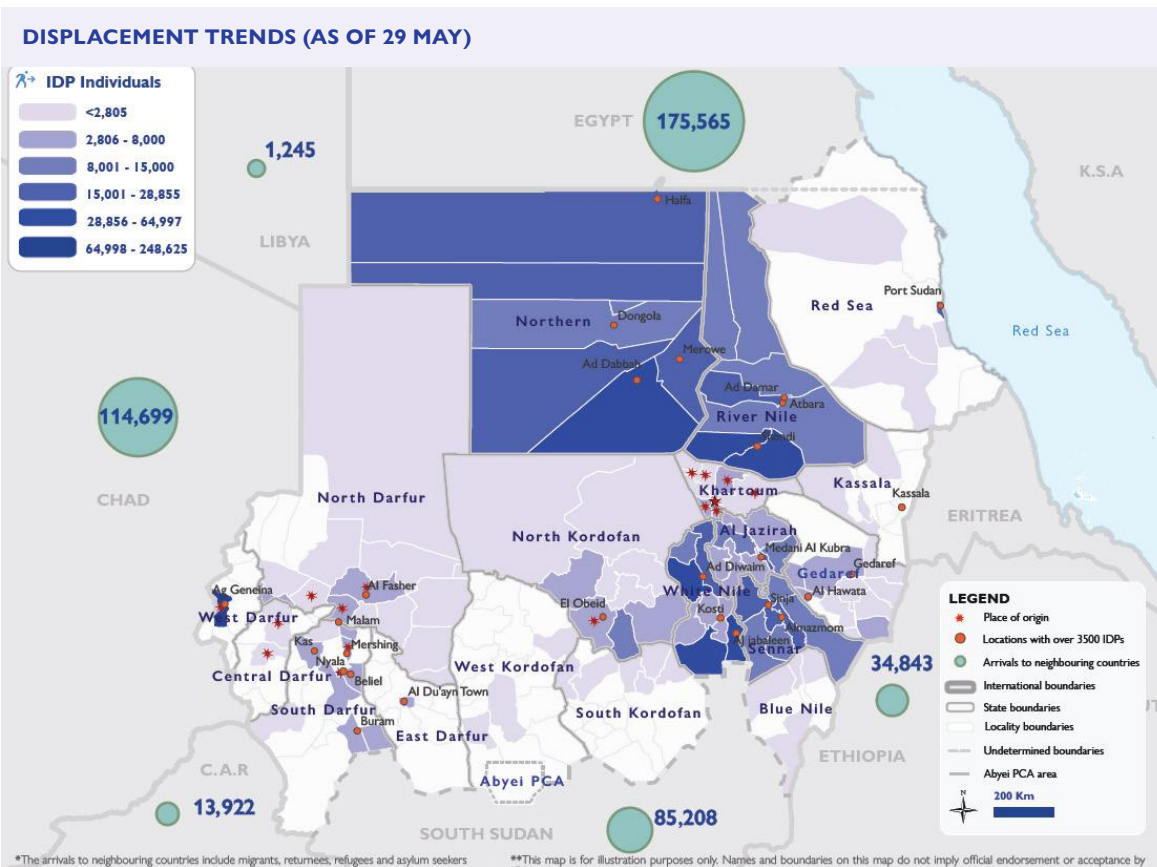 DISPLACEMENT TRENDS (AS OF 29 MAY)
IDP Individuals
<2,805
2,806 - 8,000
8,001 - 15,000
15,001 - 28,855
28,856 - 64,997
64,998 - 248,625
EGYPT
175,565
1,245
LIBYA
K.S.A
Halfa
Port Sudan
Red Sea
Red Sea
Northern
Dongola
Merowe
Ad Dabbah
Ad Damar
Atbara
River Nile
Shendi
114,699
CHAD
North Darfur
Khartoum
Kassala
Kassala
ERITREA
North Kordofan
Al Jazirah
Medani Al Kubra
Gedaref
Gedaref
Ad Diwaim
White Nile
Al Hawata
Ag Geneina
West Darfur
Al Fasher
Malam
El Obeid
Kosti
Sinja
Almazmom
Al Jabaleen
Sennar
Kas
Mershing
Nyala
Beliel
Central Darfur
West Kordofan
Al Du'ayn Town
South Darfur
Buram
East Darfur
South Kordofan
Blue Nile
34,843
ETHIOPIA
Abyei PCA
C.A.R
13,922
SOUTH SUDAN
85,208
LEGEND
Place of origin
Locations with over 3500 IDPs
Arrivals to neighbouring countries
International boundaries
State boundaries
Locality boundaries
Undetermined boundaries
Abyei PCA area
N
200 Km
*The arrivals to neighbouring countries include migrants, returnees, refugees and asylum seekers
**This map is for illustration purposes only. Names and boundaries on this map do not imply official endorsement or acceptance by